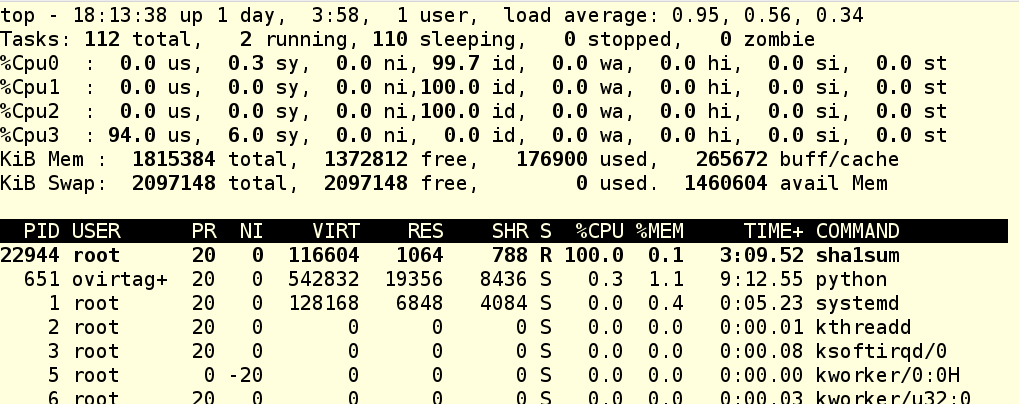 top - 18:13:38 up 1 day,  3:58,  1 user,  load average: 0.95, 0.56, 0.34
Tasks: 112 total,   2 running, 110 sleeping,   0 stopped,   0 zombie
%Cpu0  :  0.0 us,  0.3 sy,  0.0 ni, 99.7 id,  0.0 wa,  0.0 hi,  0.0 si,  0.0 st
%Cpu1  :  0.0 us,  0.0 sy,  0.0 ni,100.0 id,  0.0 wa,  0.0 hi,  0.0 si,  0.0 st
%Cpu2  :  0.0 us,  0.0 sy,  0.0 ni,100.0 id,  0.0 wa,  0.0 hi,  0.0 si,  0.0 st
%Cpu3  : 94.0 us,  6.0 sy,  0.0 ni,  0.0 id,  0.0 wa,  0.0 hi,  0.0 si,  0.0 st
KiB Mem :  1815384 total,  1372812 free,   176900 used,   265672 buff/cache
KiB Swap:  2097148 total,  2097148 free,        0 used.  1460604 avail Mem
  PID USER      PR  NI    VIRT    RES    SHR S  %CPU %MEM     TIME+ COMMAND
22944 root      20   0  116604   1064    788 R 100.0  0.1   3:09.52 sha1sum
  651 ovirtag+  20   0  542832  19356   8436 S   0.3  1.1   9:12.55 python
    1 root      20   0  128168   6848   4084 S   0.0  0.4   0:05.23 systemd
    2 root      20   0       0      0      0 S   0.0  0.0   0:00.01 kthreadd
    3 root      20   0       0      0      0 S   0.0  0.0   0:00.08 ksoftirqd/0
    5 root       0 -20       0      0      0 S   0.0  0.0   0:00.00 kworker/0:0H
    6 root      20   0       0      0      0 S   0.0  0.0   0:00.03 kworker/u32:0